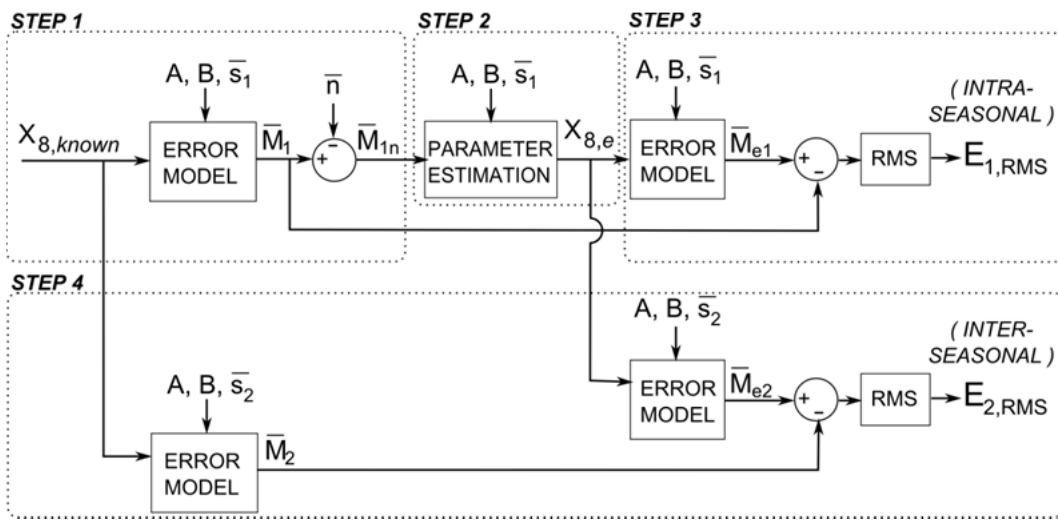 STEP 1
A, B, s̅₁
n̅
X₈,known
ERROR
MODEL
M̅₁
+
−
M̅₁ₙ
STEP 2
A, B, s̅₁
PARAMETER
ESTIMATION
X₈,e
STEP 3
A, B, s̅₁
ERROR
MODEL
M̅e1
+
−
RMS
( INTRA-
SEASONAL )
E1,RMS
STEP 4
A, B, s̅₂
ERROR
MODEL
M̅₂
A, B, s̅₂
ERROR
MODEL
M̅e2
+
−
RMS
( INTER-
SEASONAL )
E2,RMS